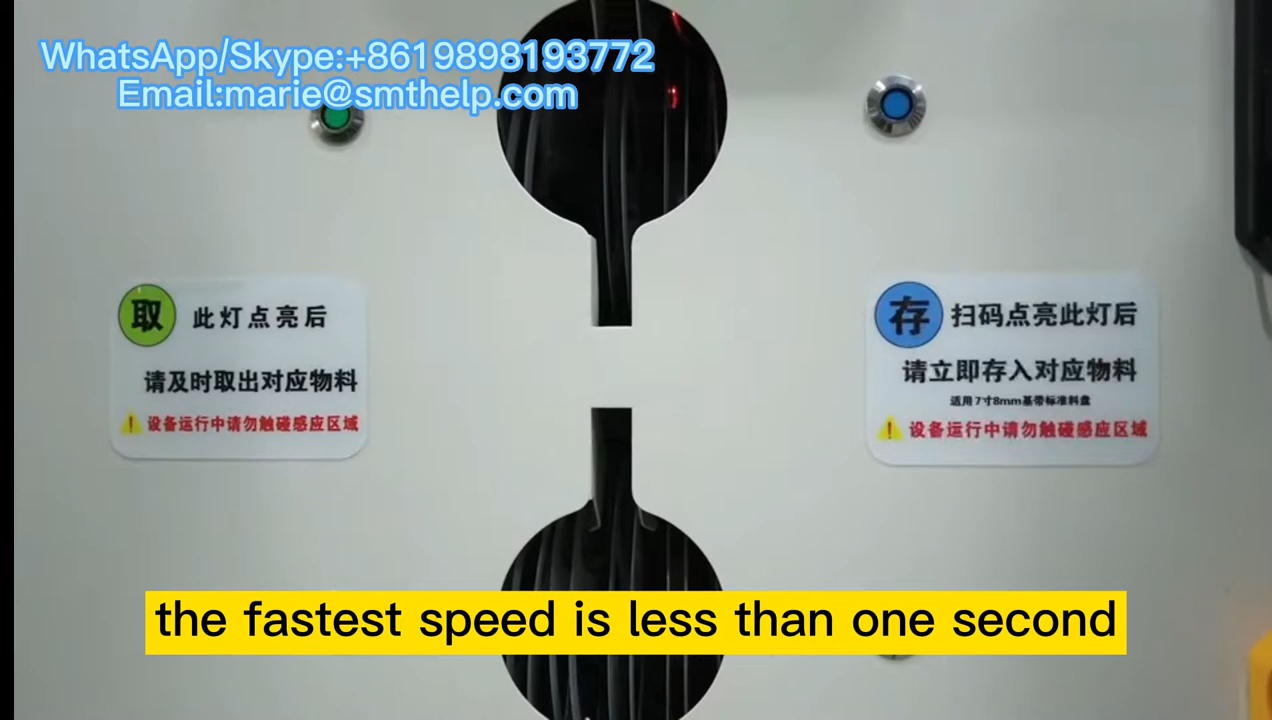 WhatsApp/Skype:+8619898193772
Email:marie@smthelp.com
取 此灯点亮后
请及时取出对应物料
设备运行中请勿触碰感应区域
存 扫码点亮此灯后
请立即存入对应物料
适用7寸8mm基带标准料盘
设备运行中请勿触碰感应区域
the fastest speed is less than one second